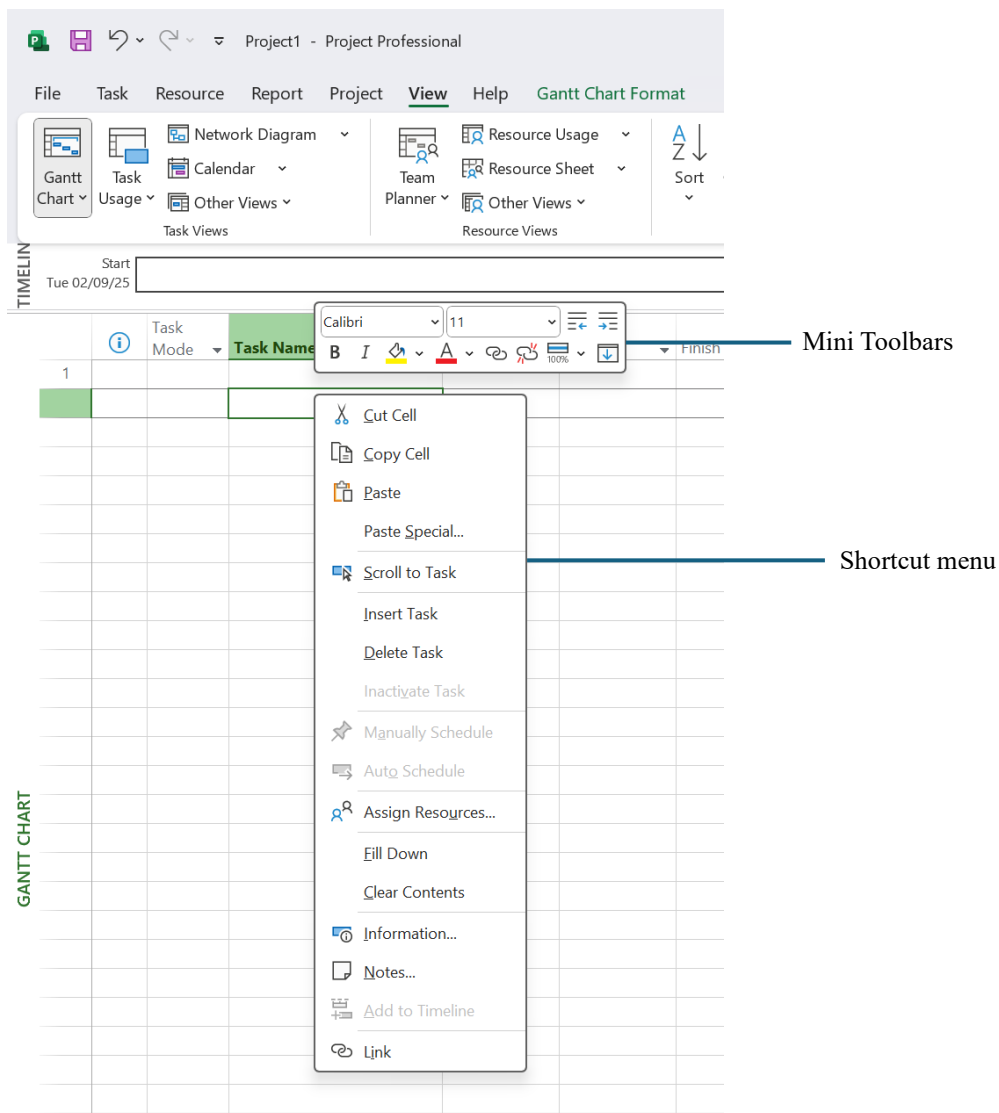 Project1 - Project Professional
File Task Resource Report Project View Help Gantt Chart Format
Gantt Chart
Task Usage
Network Diagram
Calendar
Other Views
Task Views
Team Planner
Resource Usage
Resource Sheet
Other Views
Resource Views
A
Z
Sort
Start
Tue 02/09/25
Calibri 11
B I A 100%
Mini Toolbars
Task Mode
Task Name
Finish
1
Cut Cell
Copy Cell
Paste
Paste Special...
Shortcut menu
Scroll to Task
Insert Task
Delete Task
Inactivate Task
Manually Schedule
Auto Schedule
Assign Resources...
Fill Down
Clear Contents
Information...
Notes...
Add to Timeline
Link
GANTT CHART